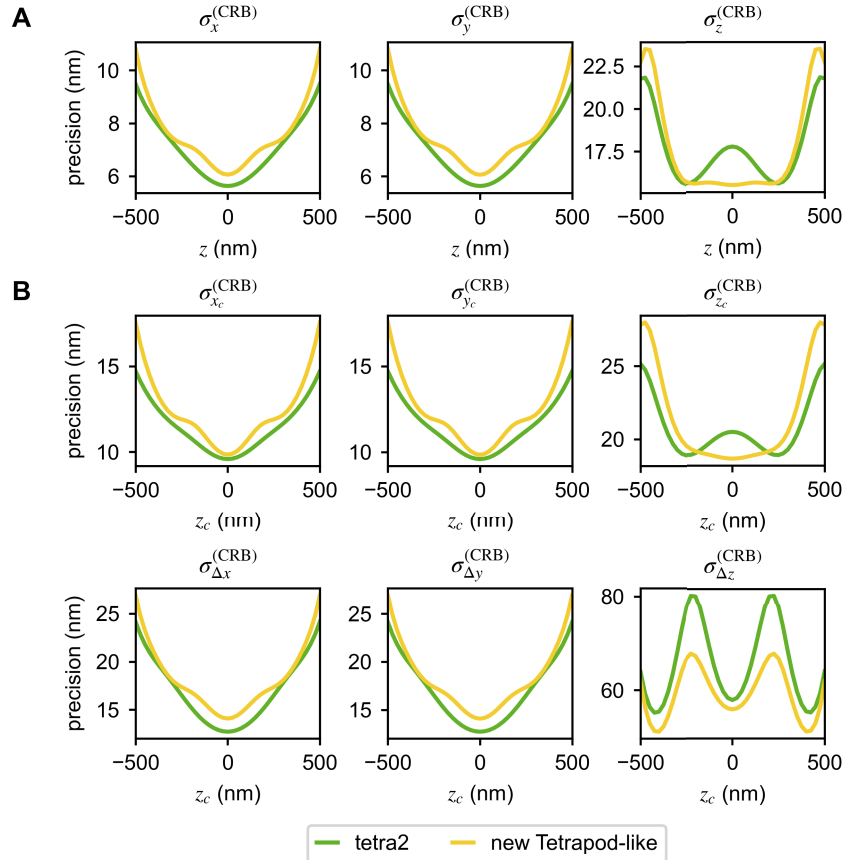 A
σx(CRB) σy(CRB) σz(CRB)
precision (nm)
10 8 6
10 8 6
22.5 20.0 17.5
−500 0 500 −500 0 500 −500 0 500
z (nm) z (nm) z (nm)
B
σxc(CRB) σyc(CRB) σzc(CRB)
precision (nm)
15 10
15 10
25 20
−500 0 500 −500 0 500 −500 0 500
zc (nm) zc (nm) zc (nm)
σΔx(CRB) σΔy(CRB) σΔz(CRB)
precision (nm)
25 20 15
25 20 15
80 60
−500 0 500 −500 0 500 −500 0 500
zc (nm) zc (nm) zc (nm)
tetra2 new Tetrapod-like